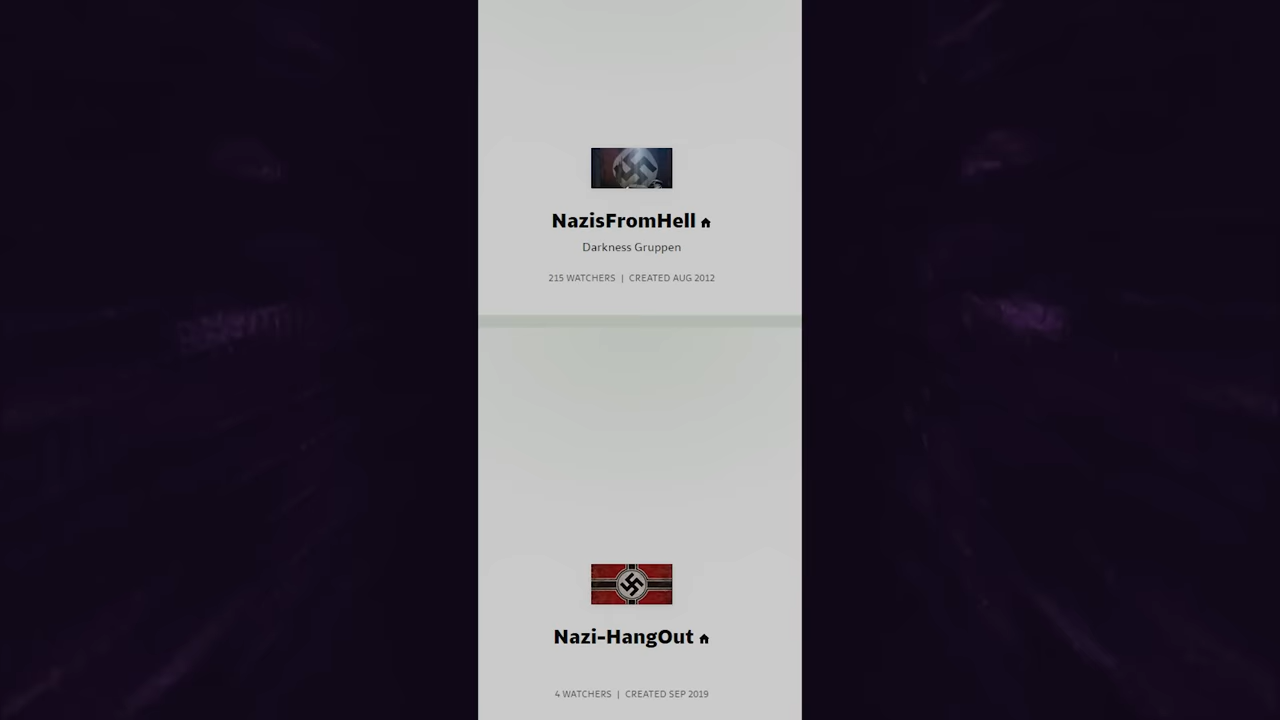 NazisFromHell
Darkness Gruppen
215 WATCHERS | CREATED AUG 2012
Nazi-HangOut
4 WATCHERS | CREATED SEP 2019